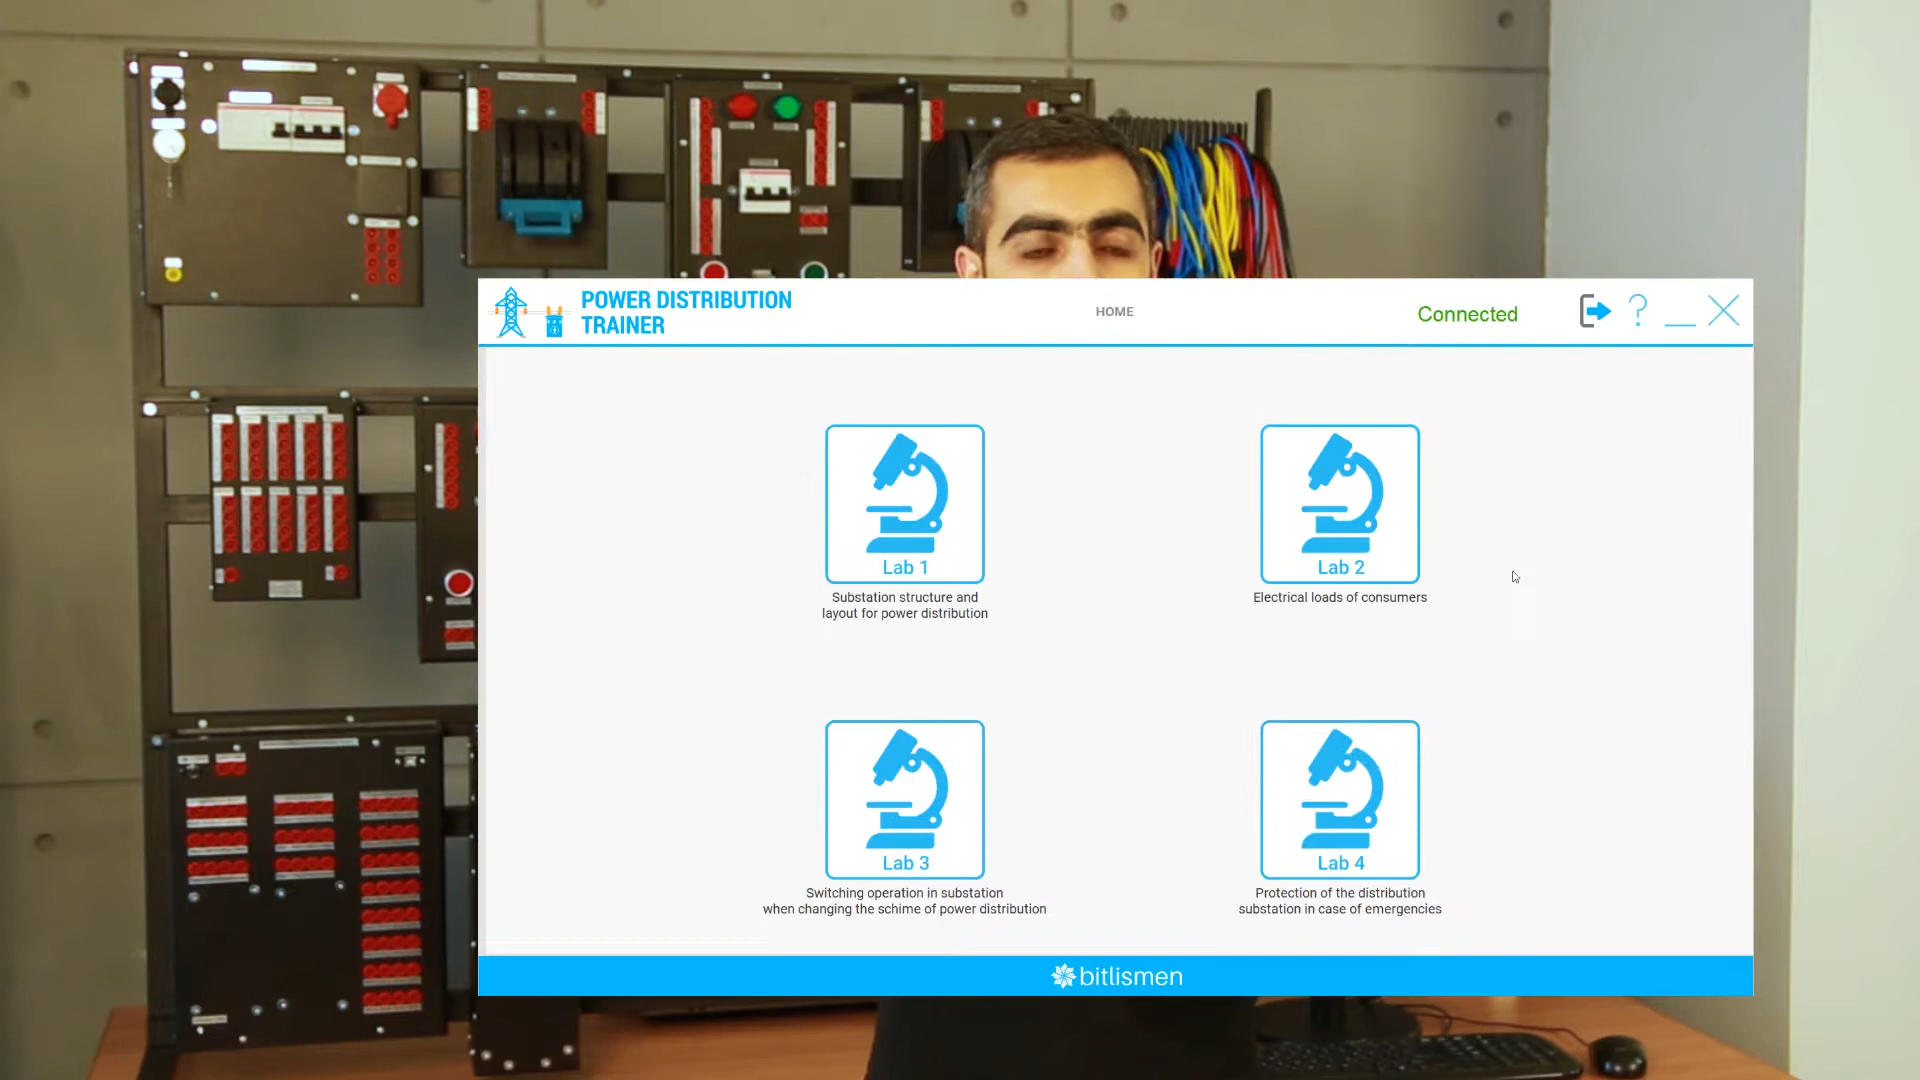 POWER DISTRIBUTION
TRAINER
HOME
Connected
Lab 1
Substation structure and
layout for power distribution
Lab 2
Electrical loads of consumers
Lab 3
Switching operation in substation
when changing the schime of power distribution
Lab 4
Protection of the distribution
substation in case of emergencies
bitlismen